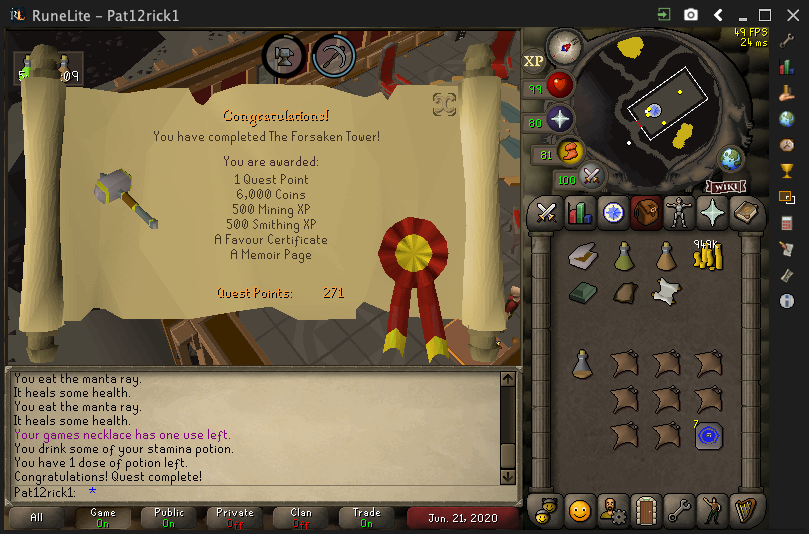 RuneLite – Pat12rick1
49 FPS
24 ms
:09
XP
99
80
81
100
WIKI
Congratulations!
You have completed The Forsaken Tower!
You are awarded:
1 Quest Point
6,000 Coins
500 Mining XP
500 Smithing XP
A Favour Certificate
A Memoir Page
Quest Points: 271
949K
7
You eat the manta ray.
It heals some health.
You eat the manta ray.
It heals some health.
Your games necklace has one use left.
You drink some of your stamina potion.
You have 1 dose of potion left.
Congratulations! Quest complete!
Pat12rick1: *
All
Game
On
Public
On
Private
Off
Clan
Off
Trade
On
Jun. 21, 2020